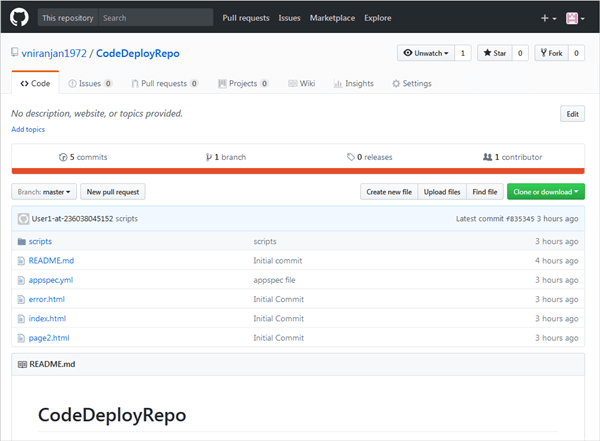 This repository Search Pull requests Issues Marketplace Explore
vniranjan1972 / CodeDeployRepo Unwatch 1 Star 0 Fork 0
Code Issues 0 Pull requests 0 Projects 0 Wiki Insights Settings
No description, website, or topics provided. Edit
Add topics
5 commits 1 branch 0 releases 1 contributor
Branch: master New pull request Create new file Upload files Find file Clone or download
User1-at-236038045152 scripts Latest commit f835345 3 hours ago
scripts scripts 3 hours ago
README.md Initial commit 4 hours ago
appspec.yml appspec file 3 hours ago
error.html Initial Commit 3 hours ago
index.html Initial Commit 3 hours ago
page2.html Initial Commit 3 hours ago
README.md
CodeDeployRepo